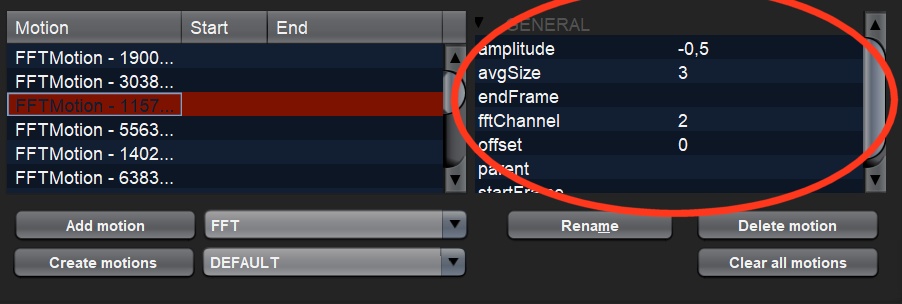 Motion Start End
FFTMotion - 1900...
FFTMotion - 3038...
FFTMotion - 1157...
FFTMotion - 5563...
FFTMotion - 1402...
FFTMotion - 6383...
GENERAL
amplitude -0,5
avgSize 3
endFrame
fftChannel 2
offset 0
parent
startFrame
Add motion FFT Rename Delete motion
Create motions DEFAULT Clear all motions